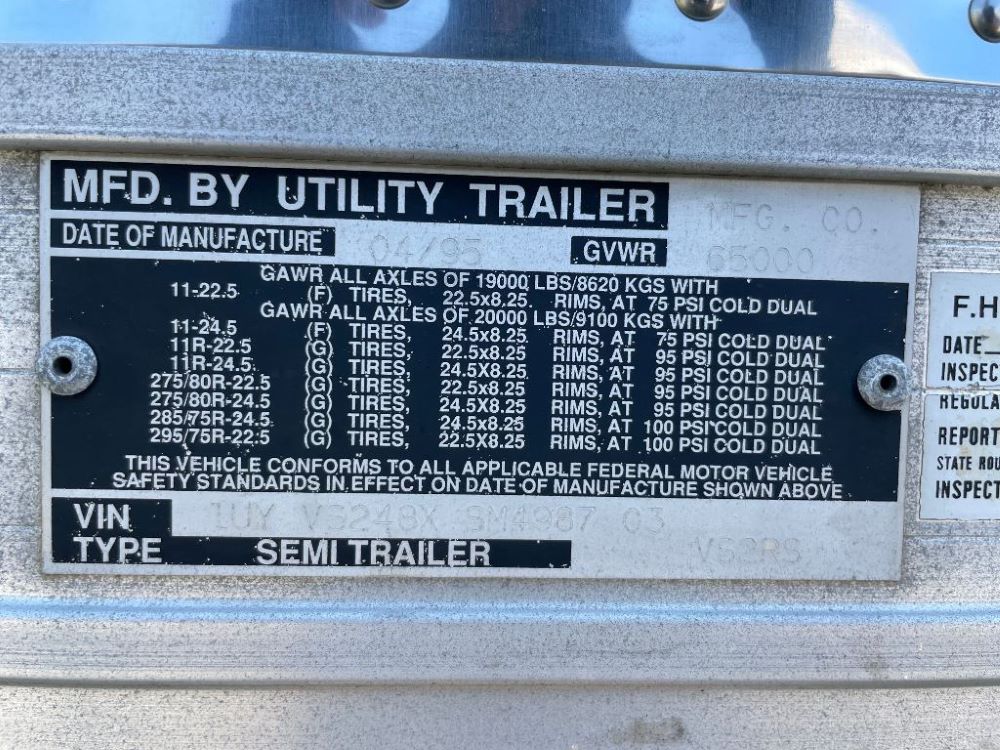 MFD. BY UTILITY TRAILER MFG. CO.
DATE OF MANUFACTURE 04/95 GVWR 65000
GAWR ALL AXLES OF 19000 LBS/8620 KGS WITH
11-22.5 (F) TIRES, 22.5x8.25 RIMS, AT 75 PSI COLD DUAL
GAWR ALL AXLES OF 20000 LBS/9100 KGS WITH
11-24.5 (F) TIRES, 24.5x8.25 RIMS, AT 75 PSI COLD DUAL
11R-22.5 (G) TIRES, 22.5x8.25 RIMS, AT 95 PSI COLD DUAL
11R-24.5 (G) TIRES, 24.5X8.25 RIMS, AT 95 PSI COLD DUAL
275/80R-22.5 (G) TIRES, 22.5x8.25 RIMS, AT 95 PSI COLD DUAL
275/80R-24.5 (G) TIRES, 24.5X8.25 RIMS, AT 95 PSI COLD DUAL
285/75R-24.5 (G) TIRES, 24.5x8.25 RIMS, AT 100 PSI COLD DUAL
295/75R-22.5 (G) TIRES, 22.5X8.25 RIMS, AT 100 PSI COLD DUAL
THIS VEHICLE CONFORMS TO ALL APPLICABLE FEDERAL MOTOR VEHICLE
SAFETY STANDARDS IN EFFECT ON DATE OF MANUFACTURE SHOWN ABOVE
VIN 1UY VS248X SM4987 03
TYPE SEMI TRAILER
F.H
DATE
INSPEC
REGULA
REPORT
STATE ROU
INSPECT